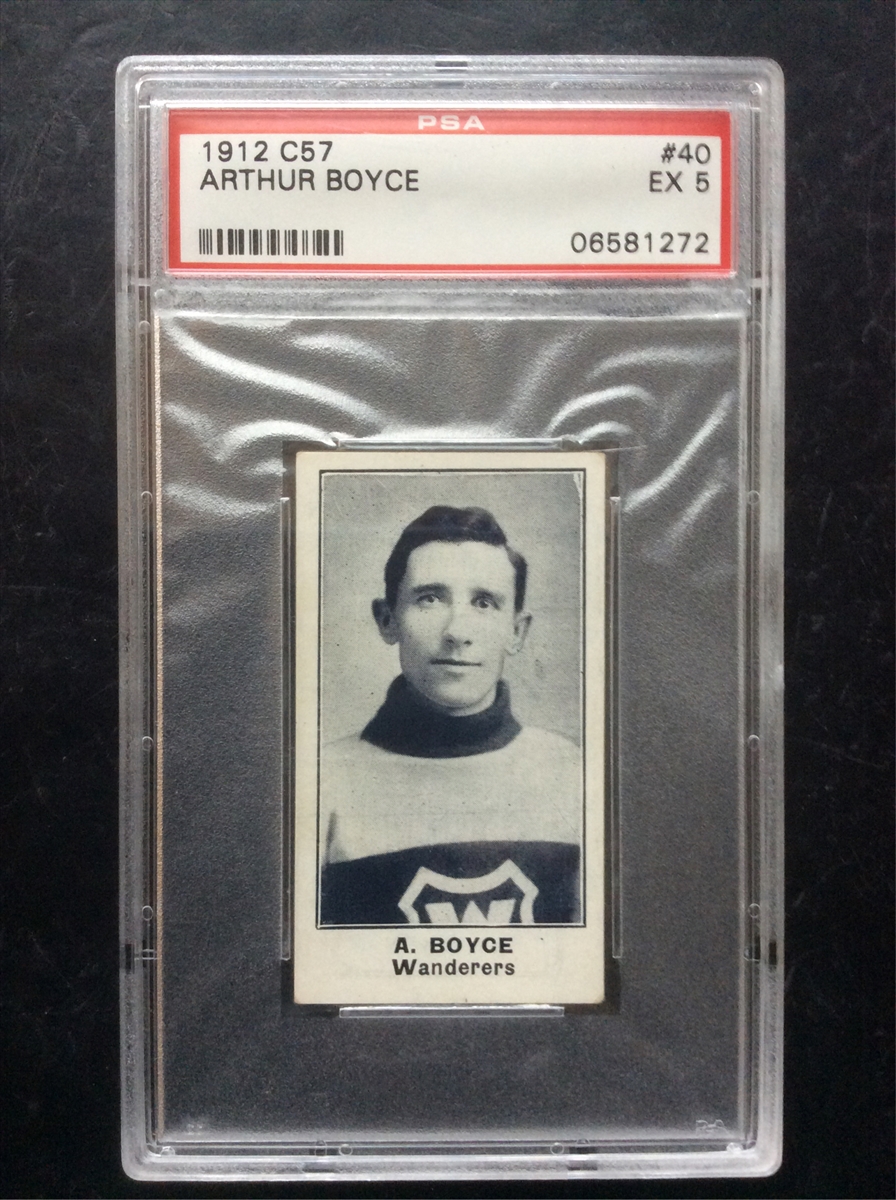 PSA
1912 C57 #40
ARTHUR BOYCE EX 5
06581272
W
A. BOYCE
Wanderers